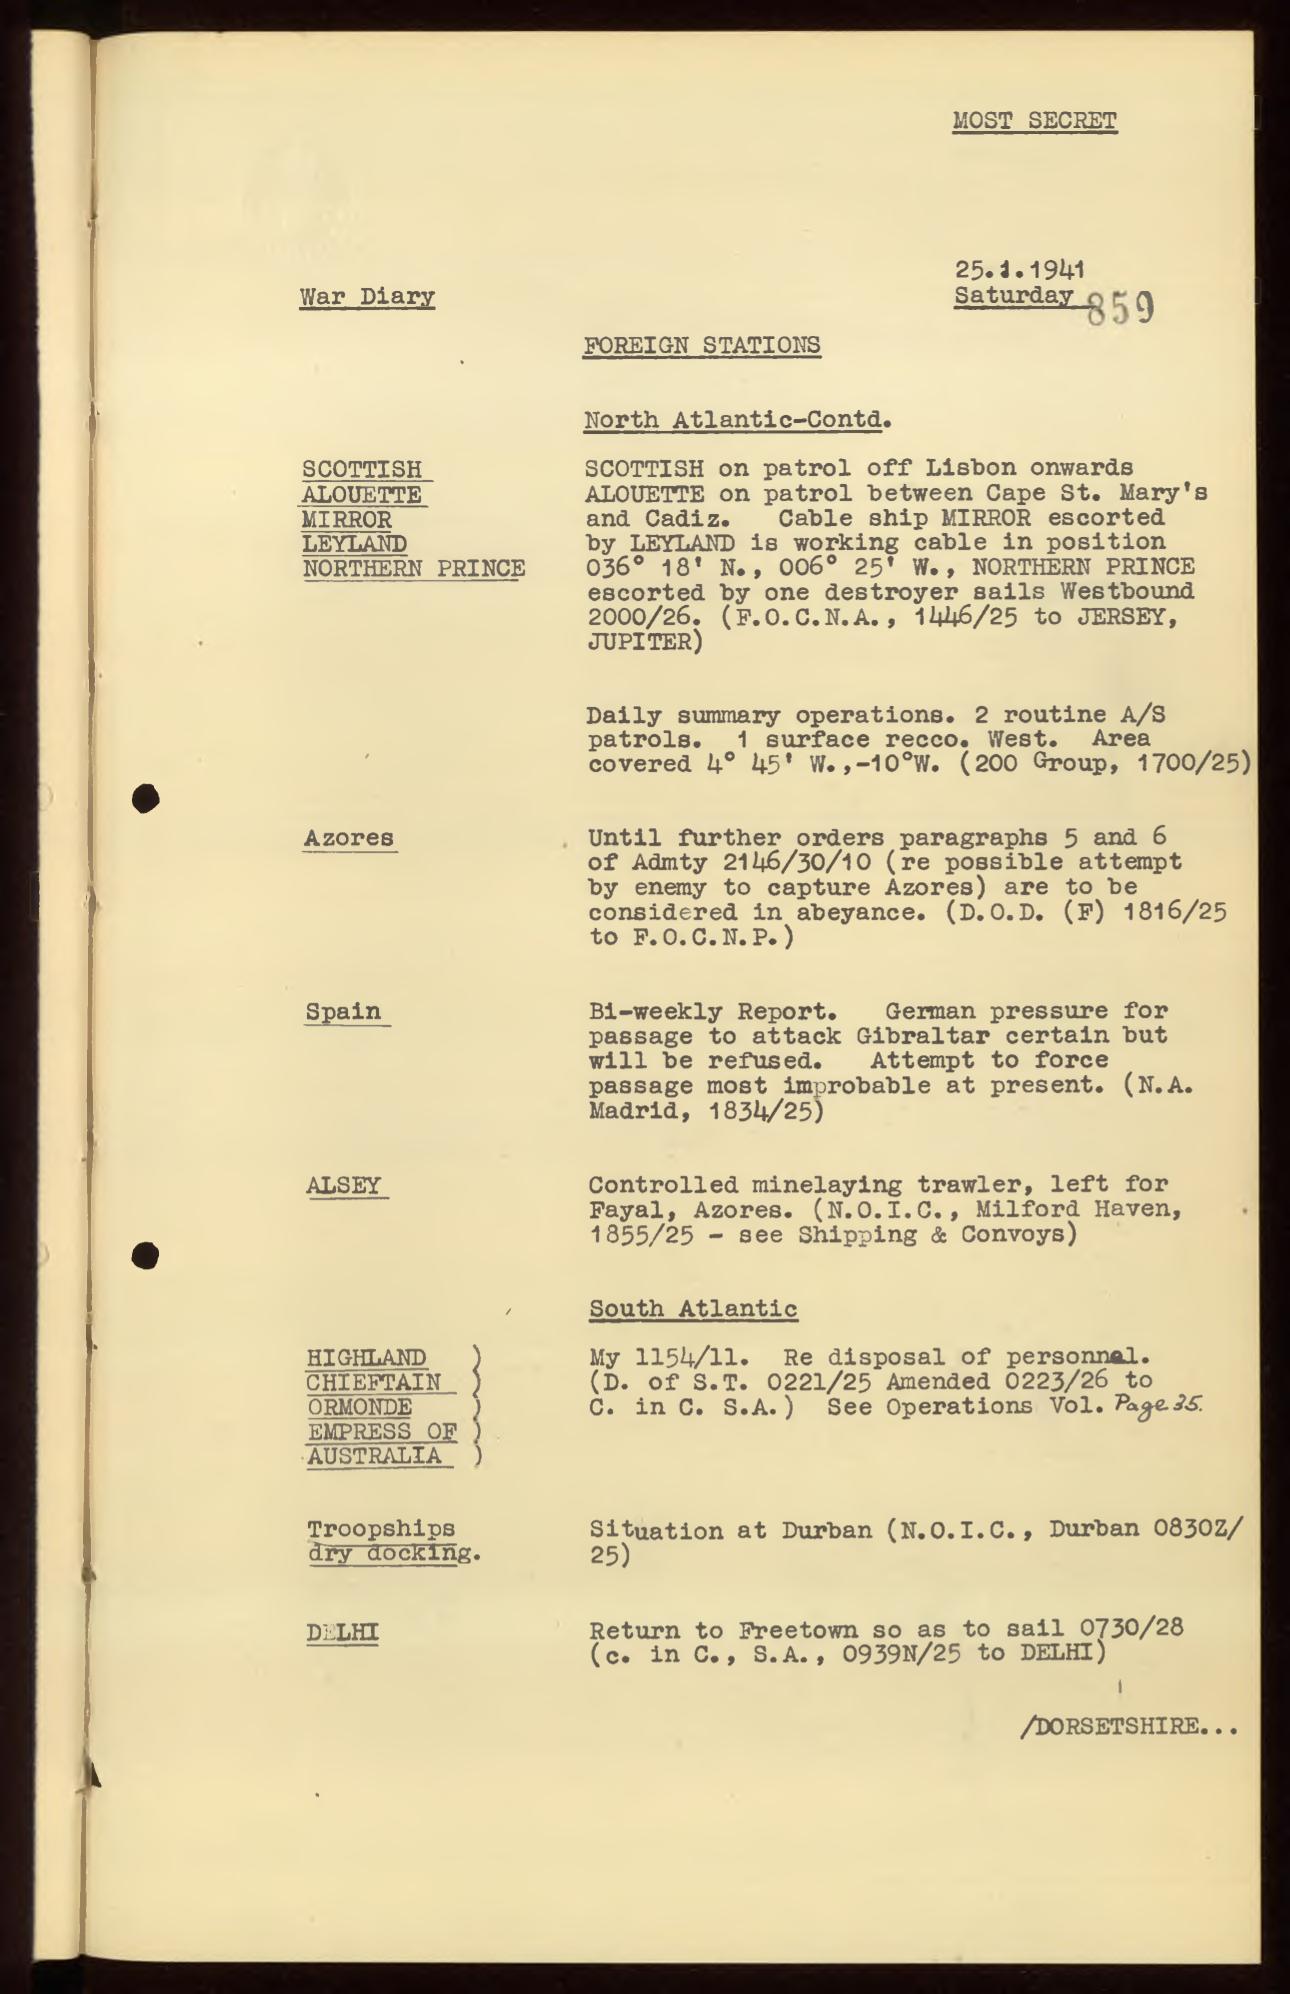 MOST SECRET
25.1.1941
War Diary
Saturday
859
FOREIGN STATIONS
North Atlantic-Contd.
SCOTTISH
ALOUETTE
MIRROR
LEYLAND
NORTHERN PRINCE
SCOTTISH on patrol off Lisbon onwards
ALOUETTE on patrol between Cape St. Mary's
and Cadiz. Cable ship MIRROR escorted
by LEYLAND is working cable in position
036° 18' N., 006° 25' W., NORTHERN PRINCE
escorted by one destroyer sails Westbound
2000/26. (F.O.C.N.A., 1446/25 to JERSEY,
JUPITER)
Daily summary operations. 2 routine A/S
patrols. 1 surface recco. West. Area
covered 4° 45' W.,-10°W. (200 Group, 1700/25)
Azores
Until further orders paragraphs 5 and 6
of Admty 2146/30/10 (re possible attempt
by enemy to capture Azores) are to be
considered in abeyance. (D.O.D. (F) 1816/25
to F.O.C.N.P.)
Spain
Bi-weekly Report. German pressure for
passage to attack Gibraltar certain but
will be refused. Attempt to force
passage most improbable at present. (N.A.
Madrid, 1834/25)
ALSEY
Controlled minelaying trawler, left for
Fayal, Azores. (N.O.I.C., Milford Haven,
1855/25 - see Shipping & Convoys)
South Atlantic
HIGHLAND )
CHIEFTAIN )
ORMONDE )
EMPRESS OF )
AUSTRALIA )
My 1154/11. Re disposal of personnel.
(D. of S.T. 0221/25 Amended 0223/26 to
C. in C. S.A.) See Operations Vol. Page 35.
Troopships
dry docking.
Situation at Durban (N.O.I.C., Durban 0830Z/
25)
DELHI
Return to Freetown so as to sail 0730/28
(c. in C., S.A., 0939N/25 to DELHI)
/DORSETSHIRE...